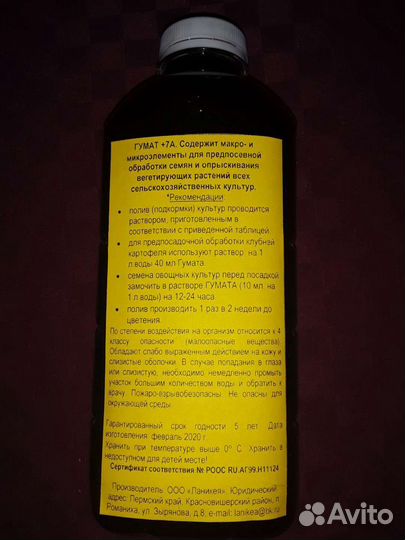 ГУМАТ +7А. Содержит макро- и
микроэлементы для предпосевной
обработки семян и опрыскивания
вегетирующих растений всех
сельскохозяйственных культур.
*Рекомендации:
• полив (подкормки) культур проводится
раствором, приготовленным в
соответствии с приведенной таблицей.
• для предпосадочной обработки клубней
картофеля используют раствор на 1
л.воды 40 мл Гумата.
• семена овощных культур перед посадкой
замочить в растворе ГУМАТА (10 мл на
1 л воды) на 12-24 часа.
• полив производить 1 раз в 2 недели до
цветения.
По степени воздействия на организм относится к 4
классу опасности (малоопасные вещества).
Обладают слабо выраженным действием на кожу и
слизистые оболочки. В случае попадания в глаза
или слизистую, необходимо немедленно промыть
участок большим количеством воды и обратить к
врачу. Пожаро-взрывобезопасны. Не опасны для
окружающей среды.
Гарантированный срок годности 5 лет Дата
изготовления февраль 2020 г.
Хранить при температуре выше 0° С. Хранить в
недоступном для детей месте!
Сертификат соответствия № РООС RU.АГ99.Н11124
Производитель ООО «Ланикея». Юридический
адрес: Пермский край, Красновишерский район, п
Романиха, ул. Зырянова, д.8; e-mail: lanikea@bk.ru
Avito